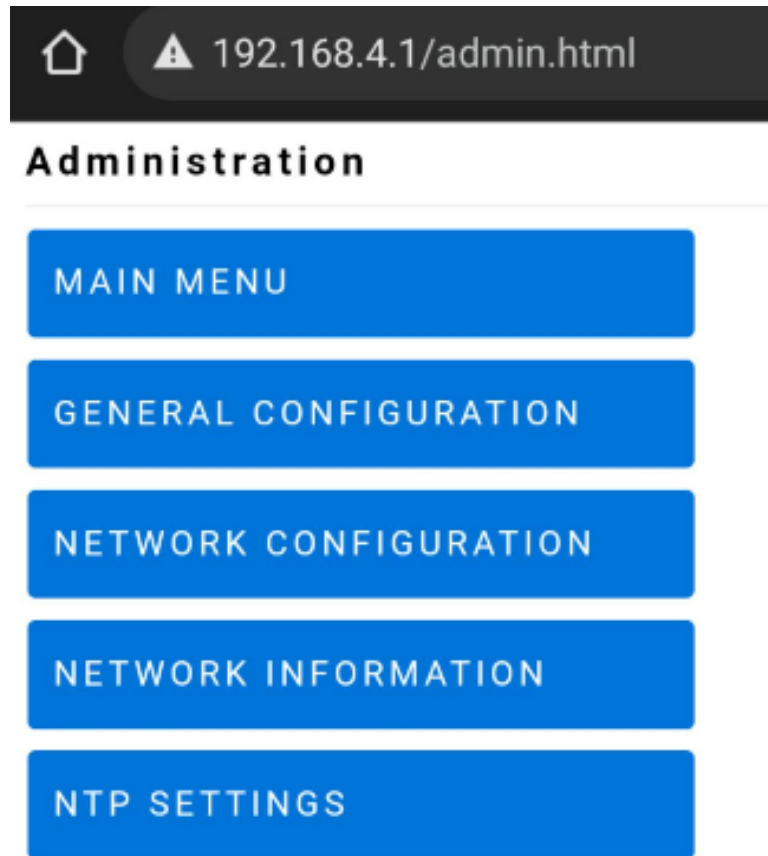 192.168.4.1/admin.html
Administration
MAIN MENU
GENERAL CONFIGURATION
NETWORK CONFIGURATION
NETWORK INFORMATION
NTP SETTINGS